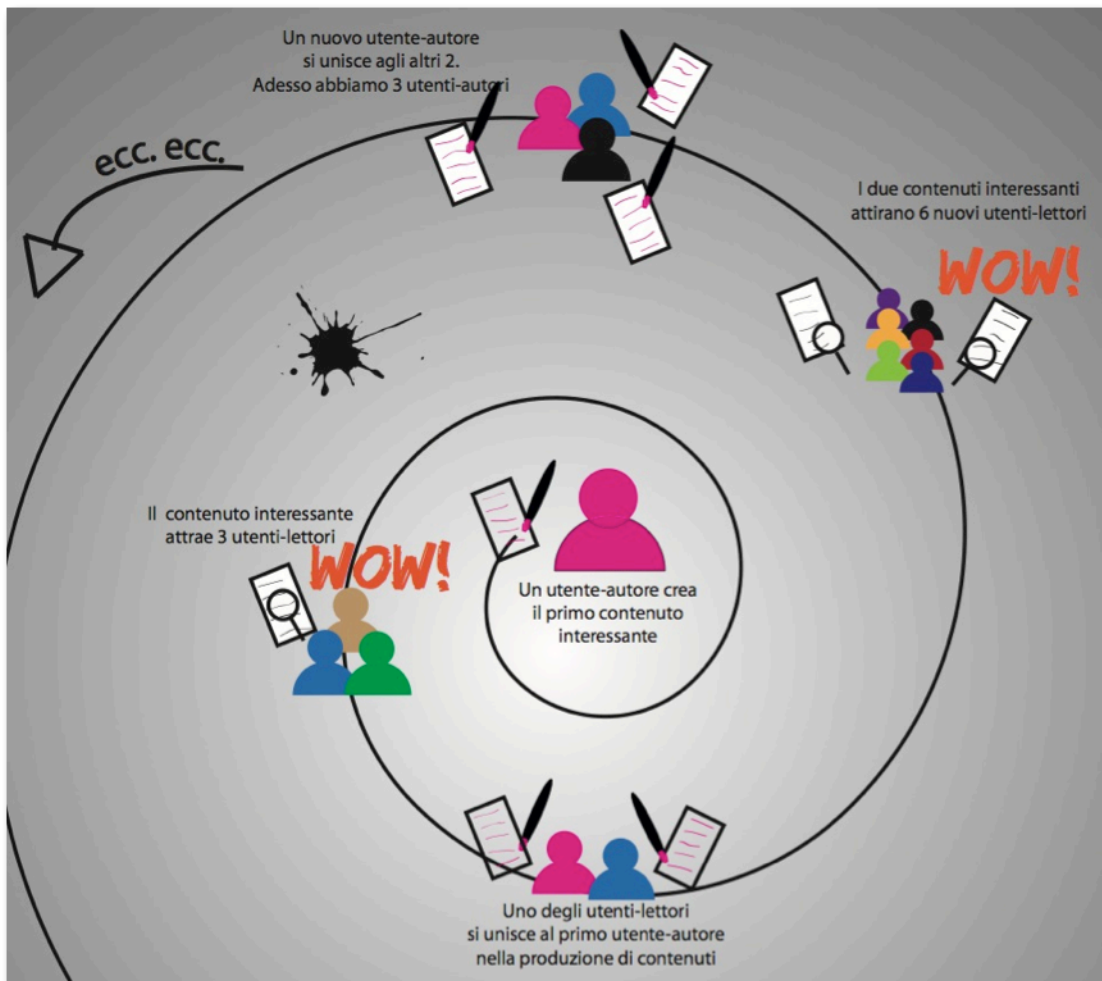 Un nuovo utente-autore
si unisce agli altri 2.
Adesso abbiamo 3 utenti-autori
ecc. ecc.
I due contenuti interessanti
attirano 6 nuovi utenti-lettori
WOW!
Il contenuto interessante
attrae 3 utenti-lettori
WOW!
Un utente-autore crea
il primo contenuto
interessante
Uno degli utenti-lettori
si unisce al primo utente-autore
nella produzione di contenuti